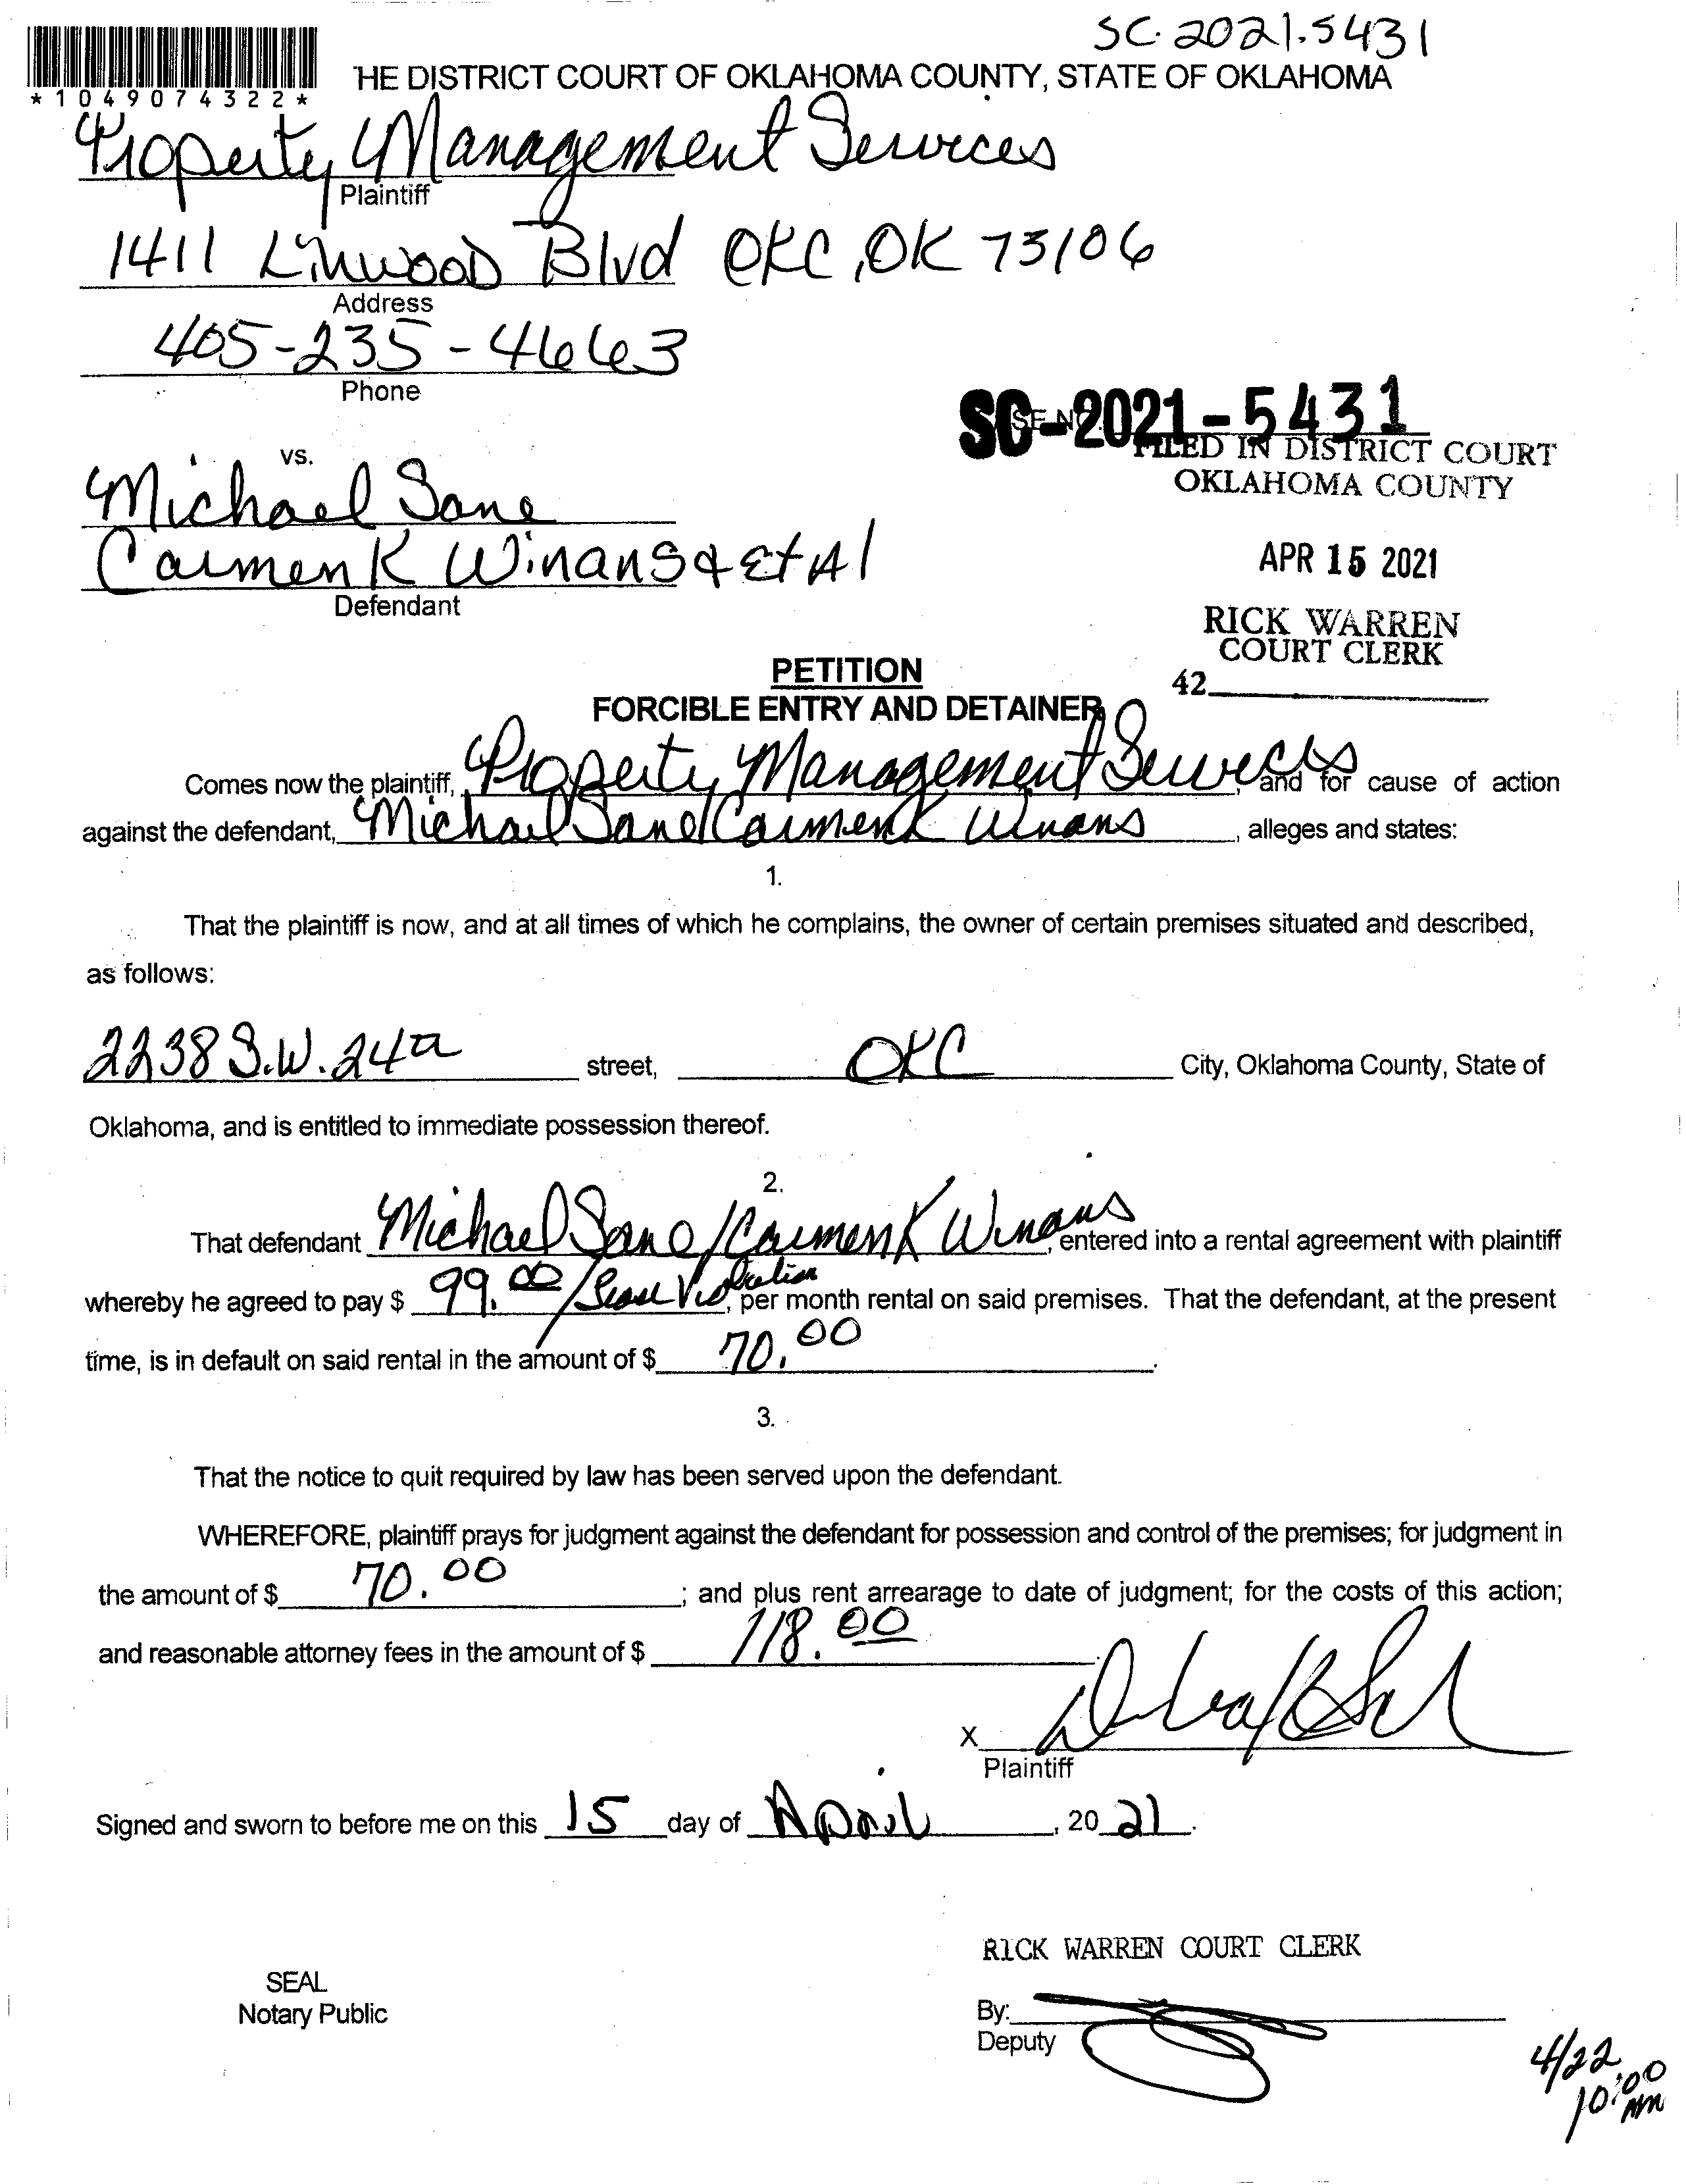 SC-2021-5431
*1049074322*
HE DISTRICT COURT OF OKLAHOMA COUNTY, STATE OF OKLAHOMA
Property Management Services
Plaintiff
1411 Linwood Blvd OKC, OK 73106
Address
405-235-4663
Phone
SC-2021-5431
FILED IN DISTRICT COURT
OKLAHOMA COUNTY
vs.
Michael Sane
Carmen K Winans & Et Al
Defendant
APR 15 2021
RICK WARREN
COURT CLERK
42
PETITION
FORCIBLE ENTRY AND DETAINER
Comes now the plaintiff, Property Management Services, and for cause of action
against the defendant, Michael Sane/Carmen K Winans, alleges and states:
1.
That the plaintiff is now, and at all times of which he complains, the owner of certain premises situated and described,
as follows:
2238 S.W. 24 street, OKC City, Oklahoma County, State of
Oklahoma, and is entitled to immediate possession thereof.
2.
That defendant Michael Sane/Carmen K Winans, entered into a rental agreement with plaintiff
whereby he agreed to pay $ 99.00/Lease Violation, per month rental on said premises. That the defendant, at the present
time, is in default on said rental in the amount of $ 70.00.
3.
That the notice to quit required by law has been served upon the defendant.
WHEREFORE, plaintiff prays for judgment against the defendant for possession and control of the premises; for judgment in
the amount of $ 70.00; and plus rent arrearage to date of judgment; for the costs of this action;
and reasonable attorney fees in the amount of $ 118.00.
X
Plaintiff
Signed and sworn to before me on this 15 day of April, 2021.
RICK WARREN COURT CLERK
SEAL
Notary Public
By:
Deputy
4/22
10:00
AM